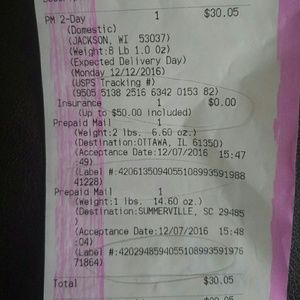 PM 2-Day 1 $30.05
(Domestic)
(JACKSON, WI 53037)
(Weight:8 Lb 1.0 Oz)
(Expected Delivery Day)
(Monday 12/12/2016)
(USPS Tracking #)
(9505 5138 2516 6342 0153 82)
Insurance 1 $0.00
(Up to $50.00 included)
Prepaid Mail 1
(Weight:2 lbs. 6.60 oz.)
(Destination:OTTAWA, IL 61350)
(Acceptance Date:12/07/2016 15:47
:49)
(Label #:4206135094055108993591988
41228)
Prepaid Mail 1
(Weight:1 lbs. 14.60 oz.)
(Destination:SUMMERVILLE, SC 29485
)
(Acceptance Date:12/07/2016 15:48
:04)
(Label #:4202948594055108993591976
71864)
Total $30.05